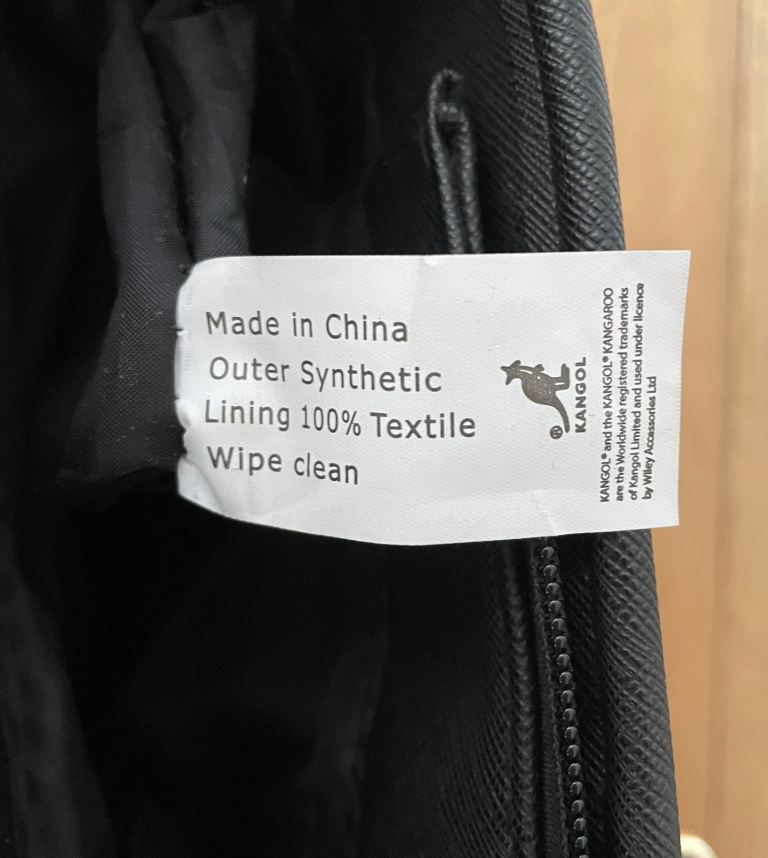 Made in China
Outer Synthetic
Lining 100% Textile
Wipe clean
®
KANGOL
KANGOL® and the KANGOL® KANGAROO
are the Worldwide registered trademarks
of Kangol Limited and used under licence
by Wiley Accessories Ltd